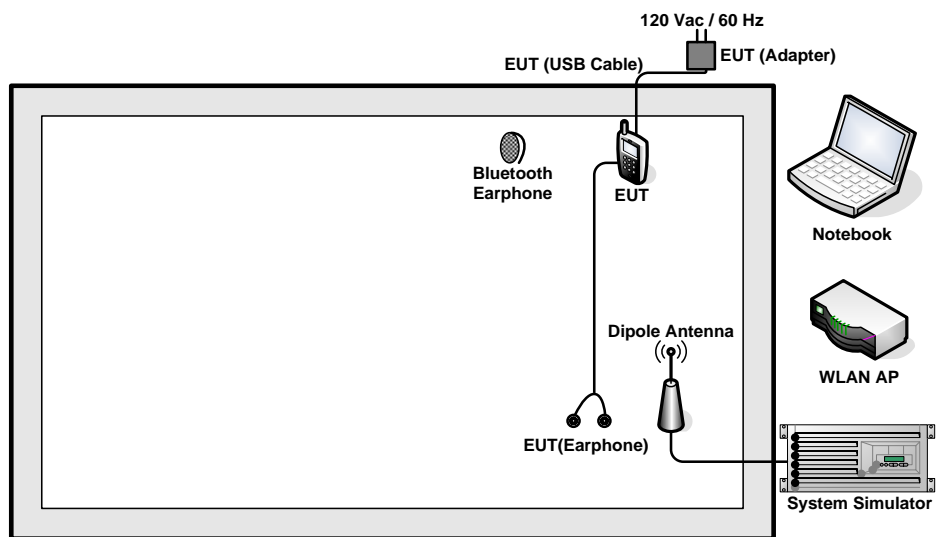 120 Vac / 60 Hz
EUT (USB Cable)
EUT (Adapter)
Bluetooth
Earphone
EUT
Notebook
Dipole Antenna
WLAN AP
EUT(Earphone)
System Simulator